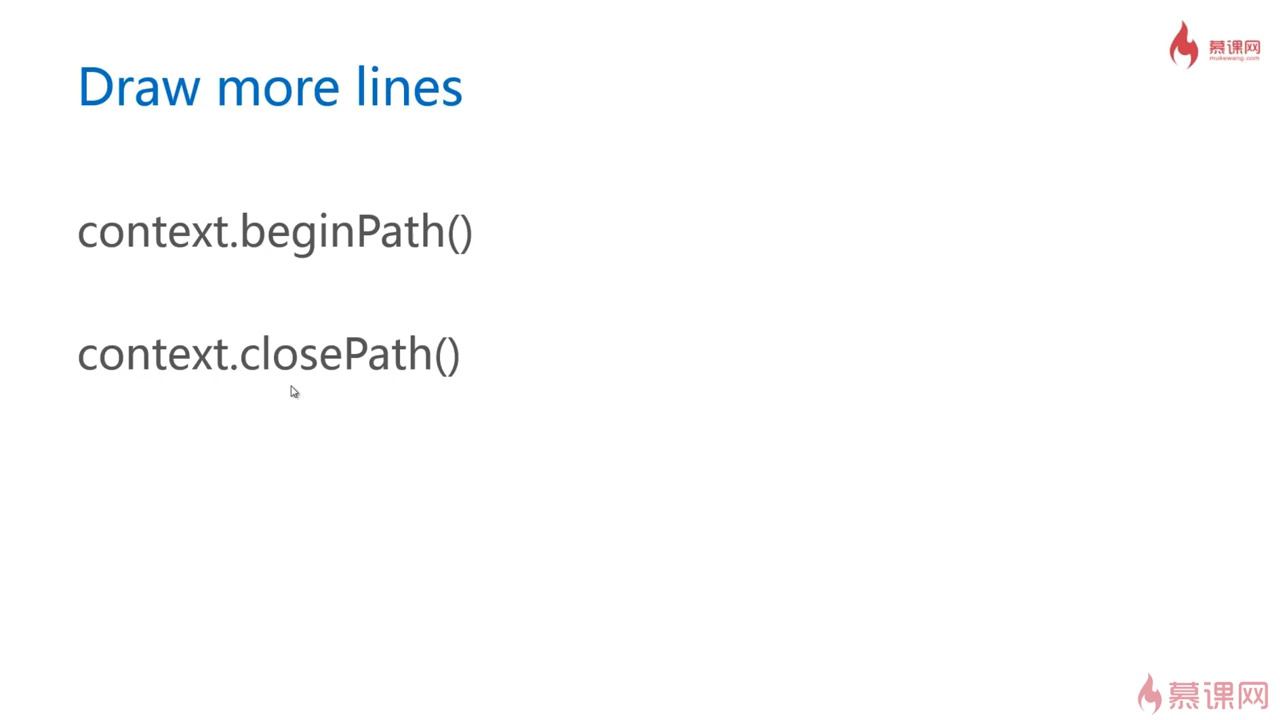 慕课网
mukewang.com
Draw more lines
context.beginPath()
context.closePath()
慕课网